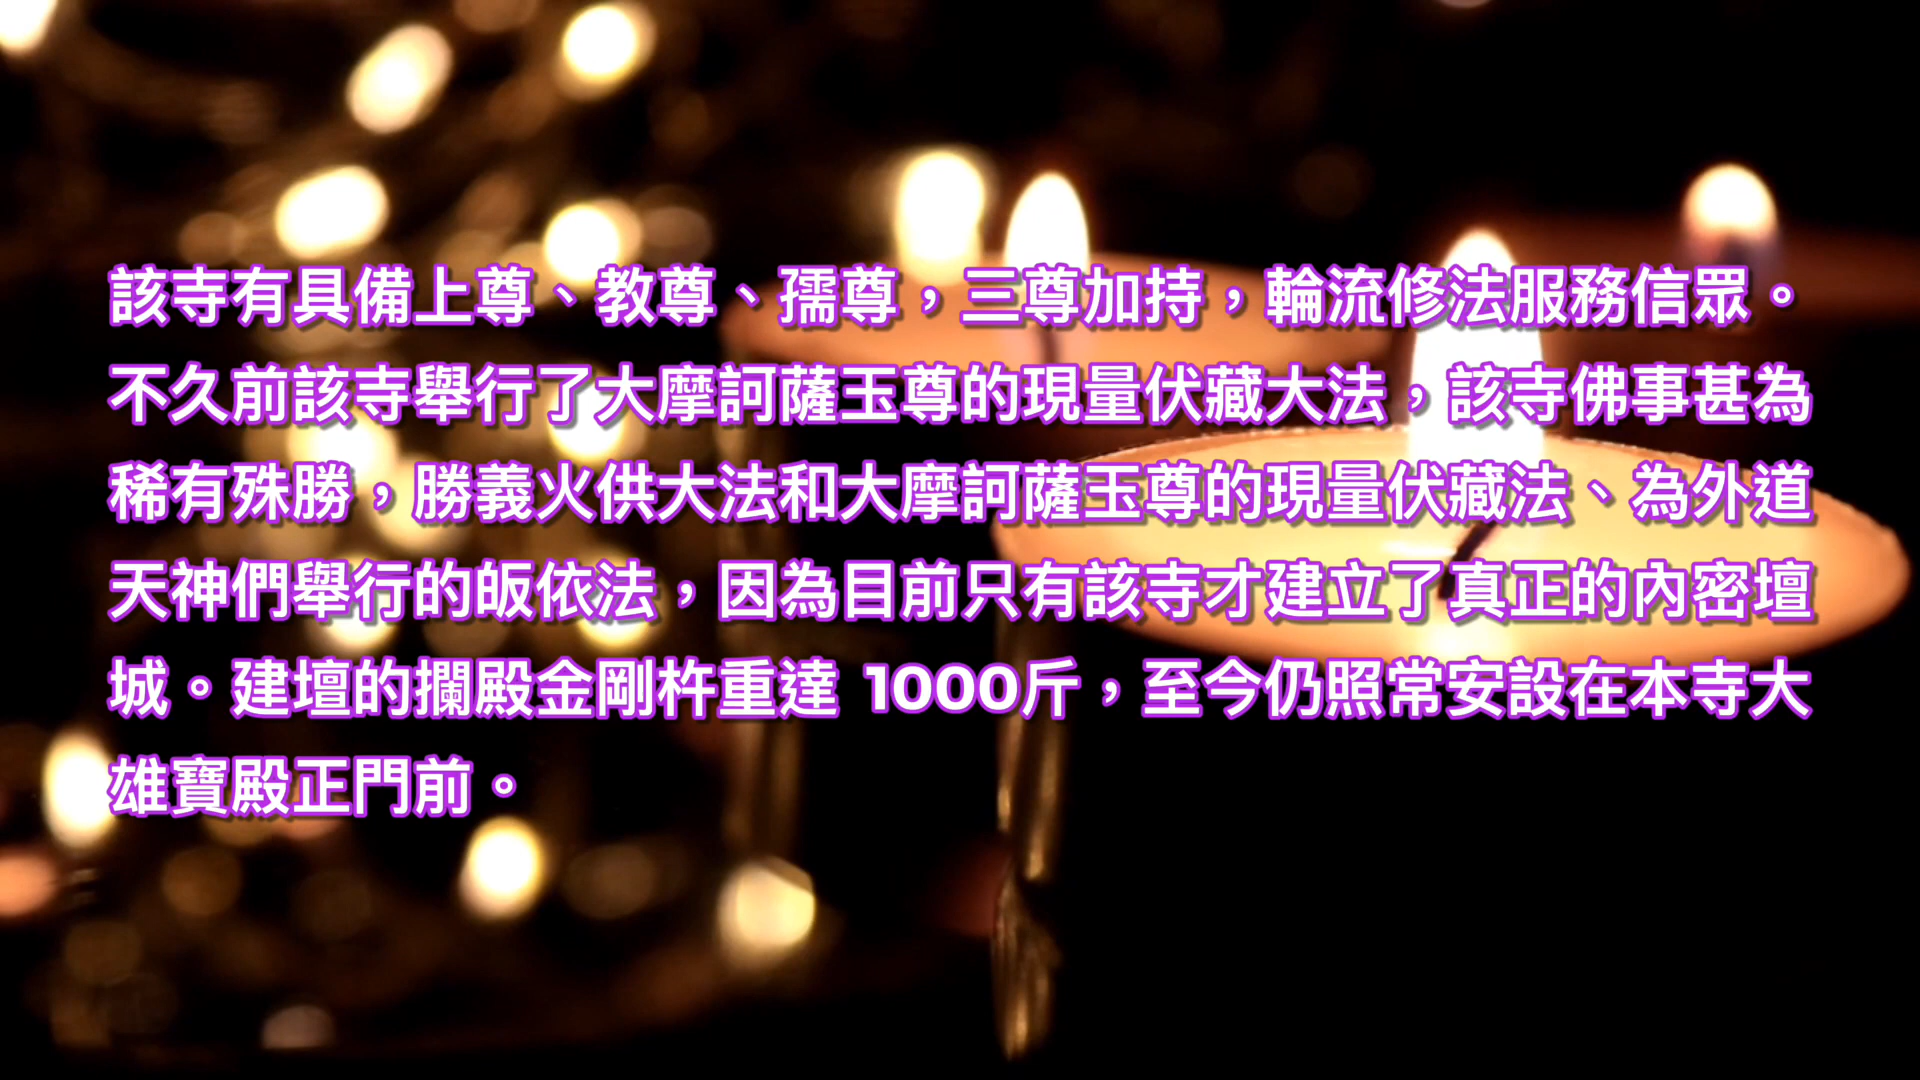 該寺有具備上尊、教尊、孺尊，三尊加持，輪流修法服務信眾。
不久前該寺舉行了大摩訶薩玉尊的現量伏藏大法，該寺佛事甚為
稀有殊勝，勝義火供大法和大摩訶薩玉尊的現量伏藏法、為外道
天神們舉行的皈依法，因為目前只有該寺才建立了真正的內密壇
城。建壇的攔殿金剛杵重達 1000斤，至今仍照常安設在本寺大
雄寶殿正門前。